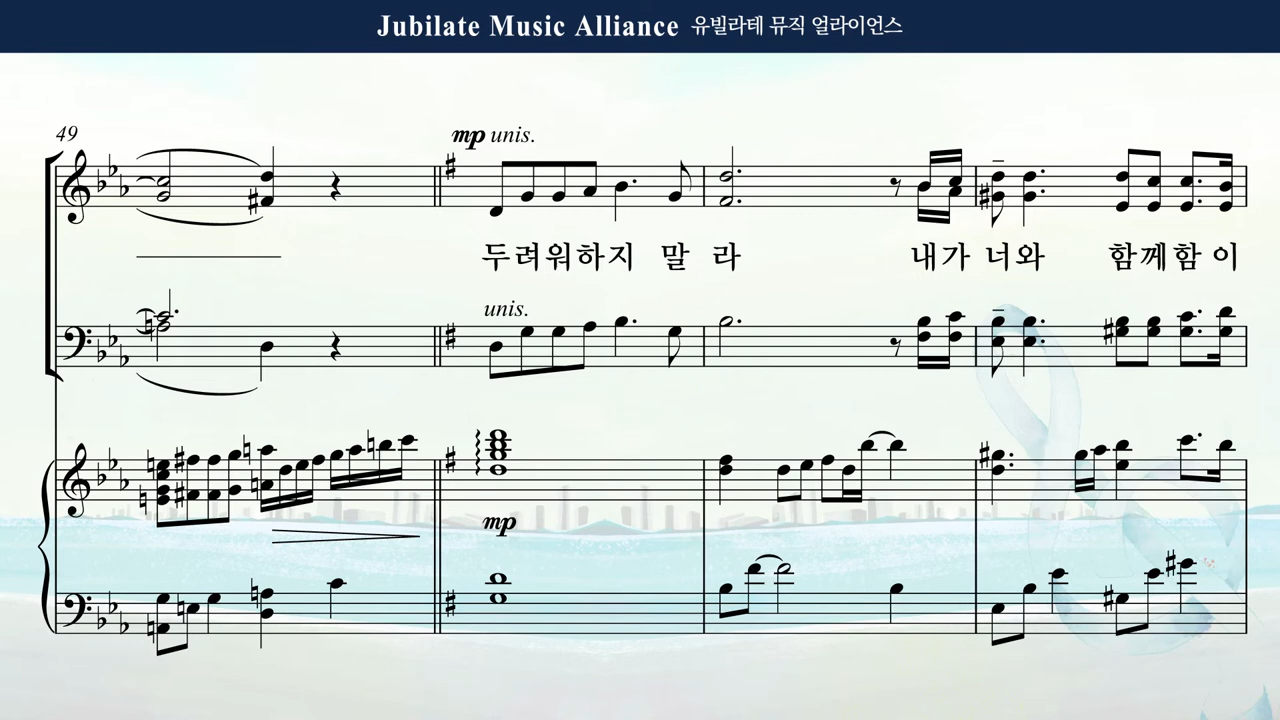 Jubilate Music Alliance 유빌라테 뮤직 얼라이언스
49
mp unis.
두려워하지 말 라 내가 너와 함께함 이
unis.
mp